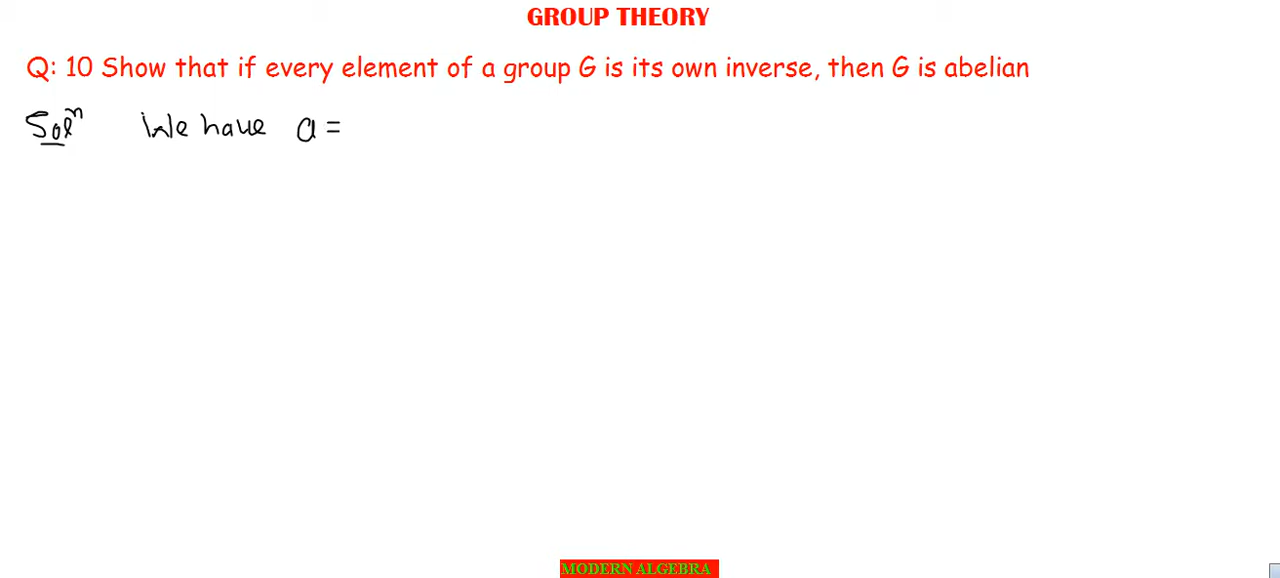 GROUP THEORY
Q: 10 Show that if every element of a group G is its own inverse, then G is abelian
Solⁿ We have a =
MODERN ALGEBRA